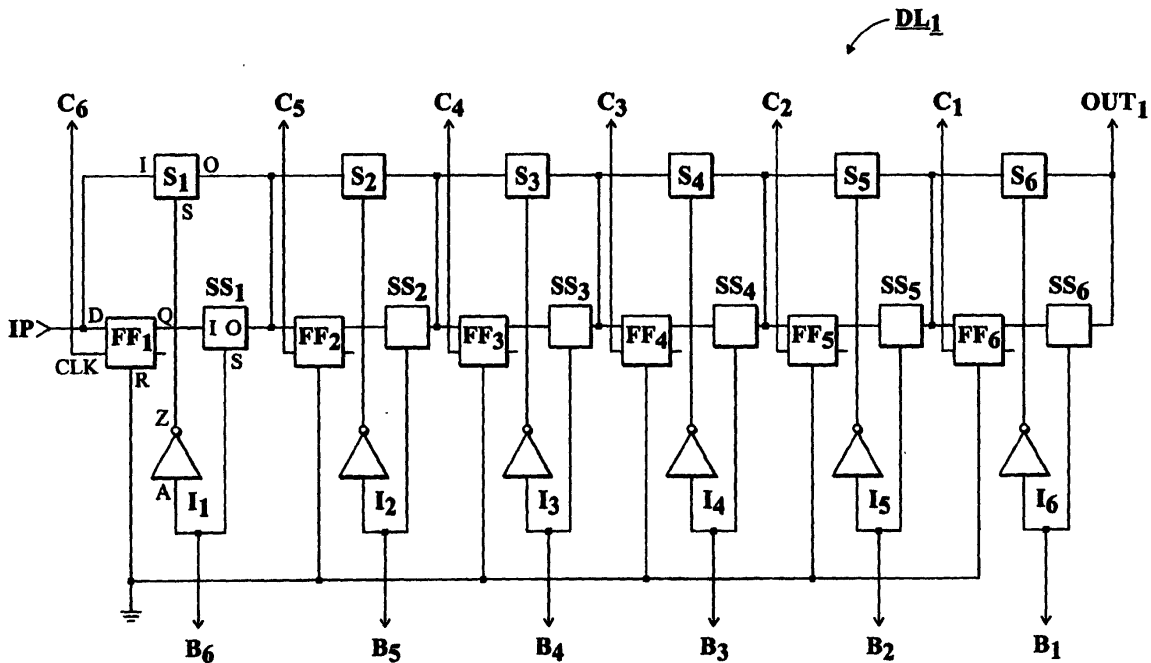 DL1
C6 C5 C4 C3 C2 C1 OUT1
I S1 O S2 S3 S4 S5 S6
S
SS1 SS2 SS3 SS4 SS5 SS6
IP D Q I O
FF1 FF2 FF3 FF4 FF5 FF6
CLK R S
Z
A I1 I2 I3 I4 I5 I6
B6 B5 B4 B3 B2 B1